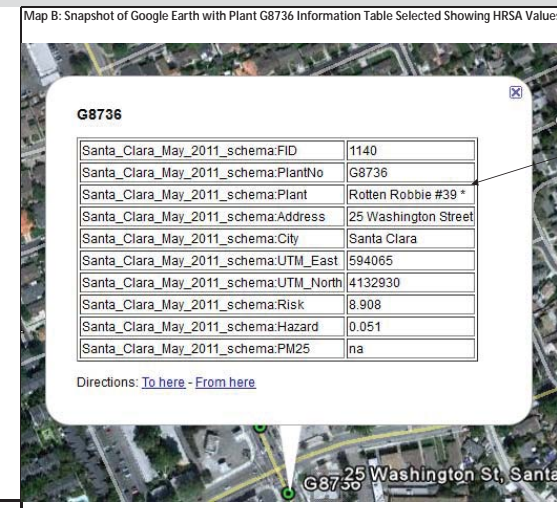 Map B: Snapshot of Google Earth with Plant G8736 Information Table Selected Showing HRSA Value
G8736
Santa_Clara_May_2011_schema:FID 1140
Santa_Clara_May_2011_schema:PlantNo G8736
Santa_Clara_May_2011_schema:Plant Rotten Robbie #39 *
Santa_Clara_May_2011_schema:Address 25 Washington Street
Santa_Clara_May_2011_schema:City Santa Clara
Santa_Clara_May_2011_schema:UTM_East 594065
Santa_Clara_May_2011_schema:UTM_North 4132930
Santa_Clara_May_2011_schema:Risk 8.908
Santa_Clara_May_2011_schema:Hazard 0.051
Santa_Clara_May_2011_schema:PM25 na
Directions: To here - From here
G8736
25 Washington St, Santa